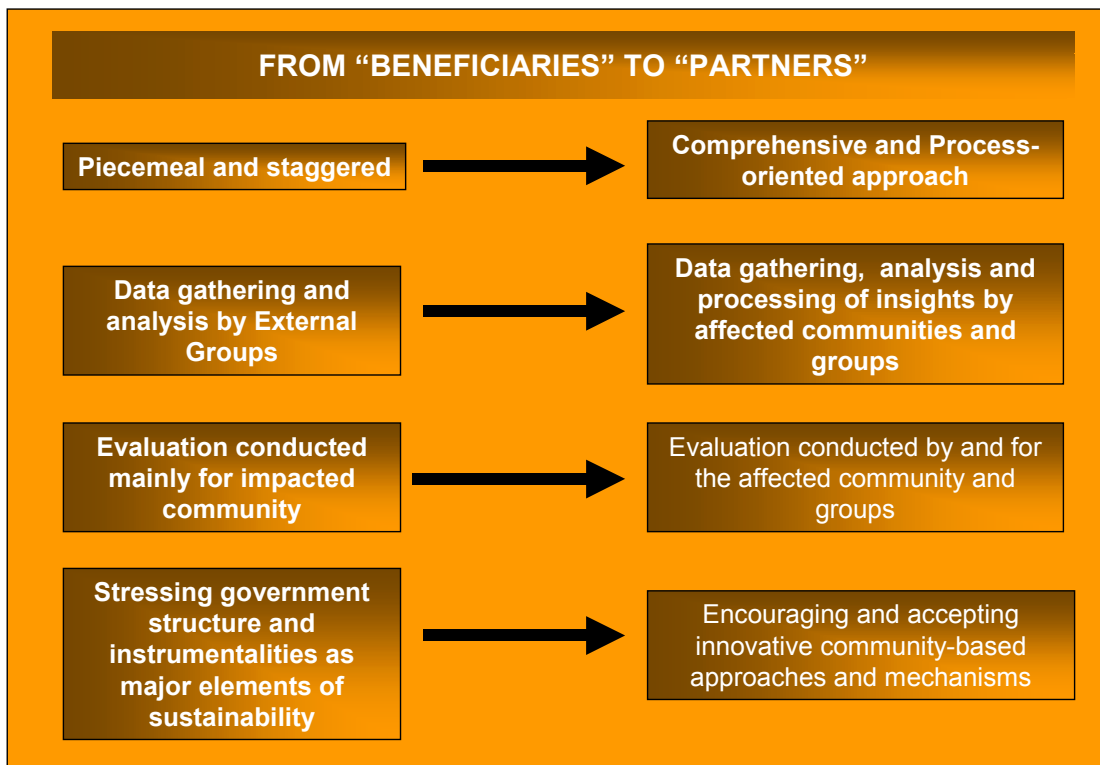 FROM “BENEFICIARIES” TO “PARTNERS”
Piecemeal and staggered
Comprehensive and Process-
oriented approach
Data gathering and
analysis by External
Groups
Data gathering,  analysis and
processing of insights by
affected communities and
groups
Evaluation conducted
mainly for impacted
community
Evaluation conducted by and for
the affected community and
groups
Stressing government
structure and
instrumentalities as
major elements of
sustainability
Encouraging and accepting
innovative community-based
approaches and mechanisms